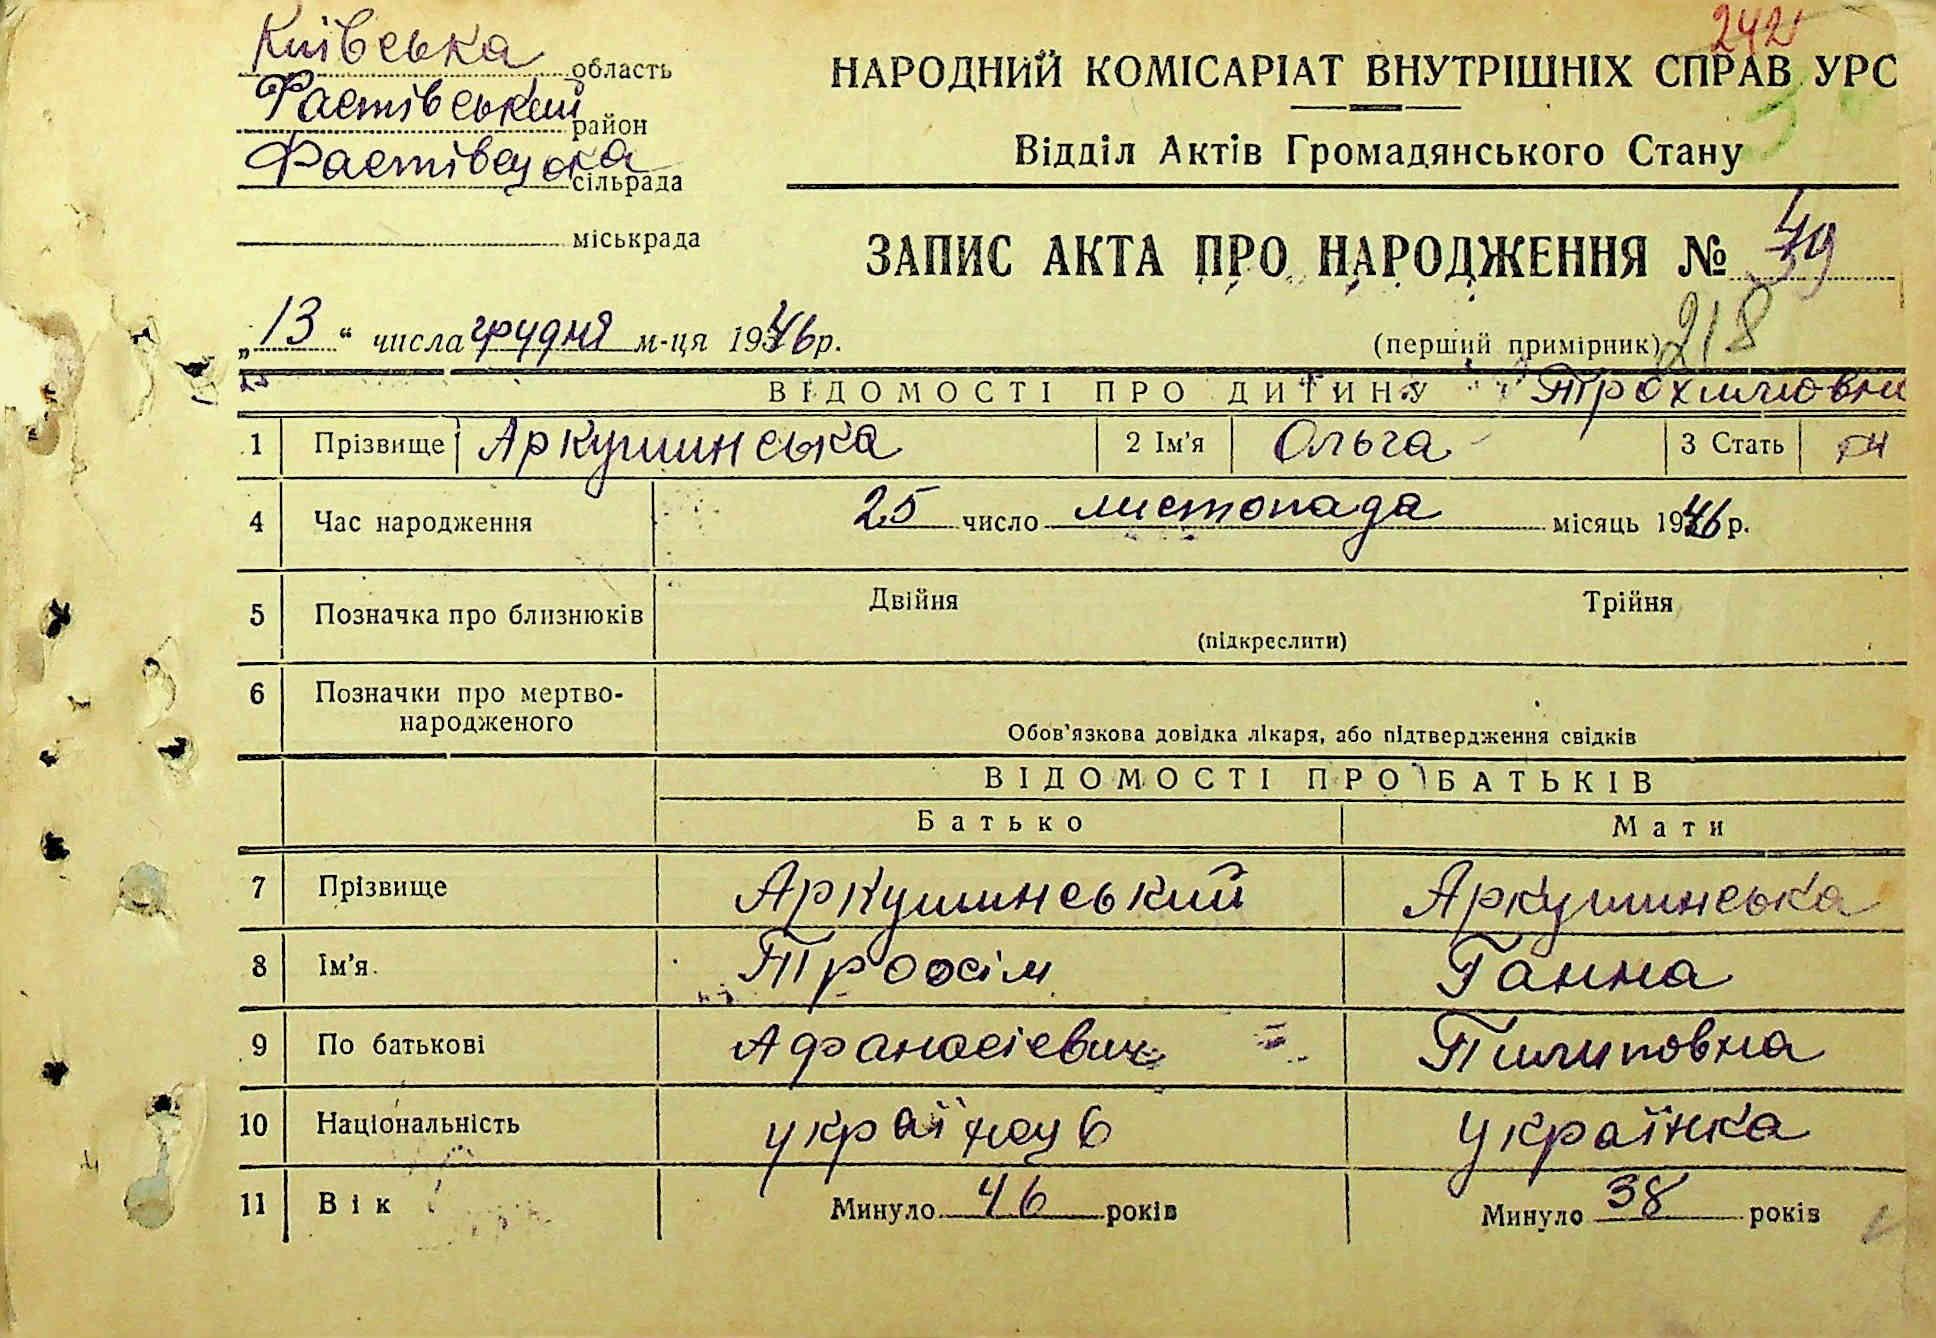 242
Київська область
Фастівський район
Фастівецька сільрада
міськрада
НАРОДНИЙ КОМІСАРІАТ ВНУТРІШНІХ СПРАВ УРС
Відділ Актів Громадянського Стану
ЗАПИС АКТА ПРО НАРОДЖЕННЯ № 39
„13“ числа грудня м-ця 1946 р.
(перший примірник) 218
ВІДОМОСТІ ПРО ДИТИНУ Трохимовна
1 Прізвище Аркушинська 2 Ім'я Ольга 3 Стать
4 Час народження 25 число листопада місяць 1946 р.
5 Позначка про близнюків Двійня Трійня
(підкреслити)
6 Позначки про мертво-
народженого
Обов'язкова довідка лікаря, або підтвердження свідків
ВІДОМОСТІ ПРО БАТЬКІВ
Батько Мати
7 Прізвище Аркушинський Аркушинська
8 Ім'я Трохім Ганна
9 По батькові Афанасієвич Пилиповна
10 Національність українець українка
11 Вік Минуло 46 років Минуло 38 років